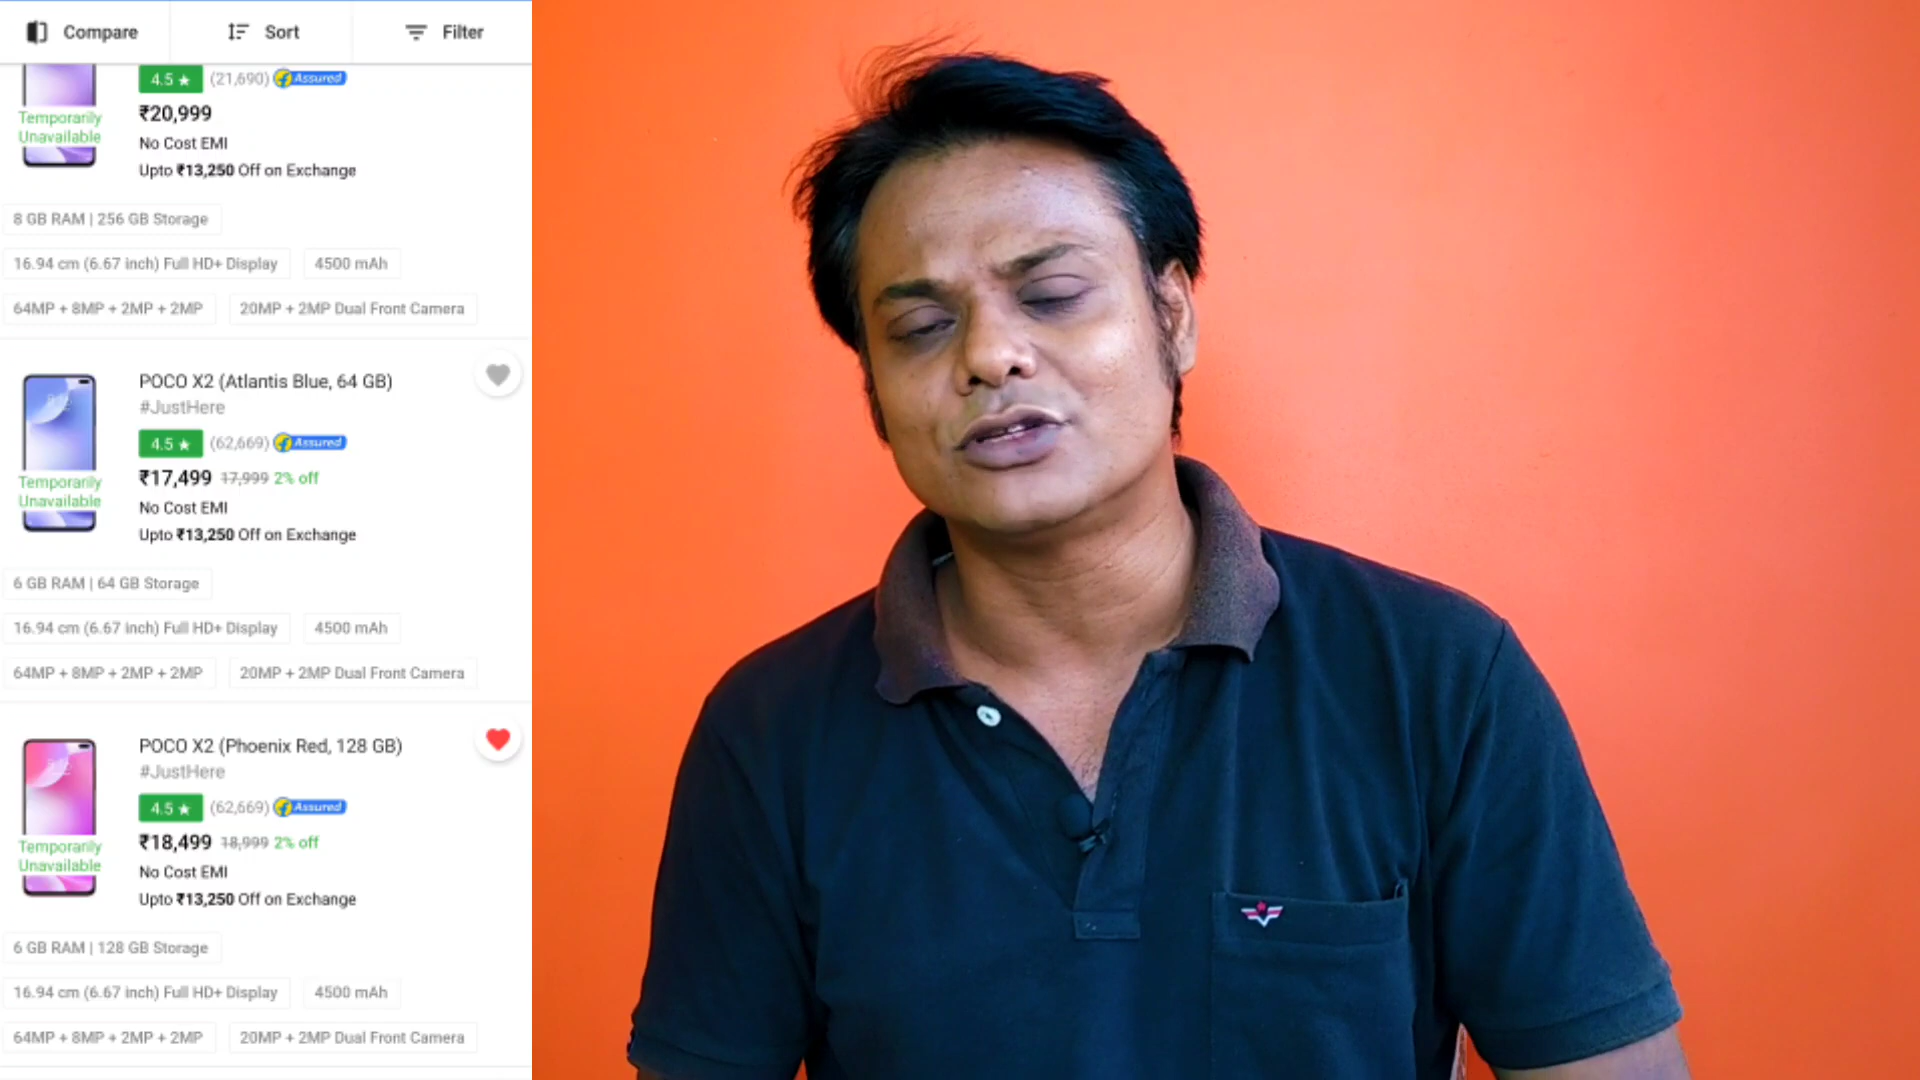 Compare
Sort
Filter
4.5 ★ (21,690) Assured
₹20,999
Temporarily
Unavailable
No Cost EMI
Upto ₹13,250 Off on Exchange
8 GB RAM | 256 GB Storage
16.94 cm (6.67 inch) Full HD+ Display
4500 mAh
64MP + 8MP + 2MP + 2MP
20MP + 2MP Dual Front Camera
POCO X2 (Atlantis Blue, 64 GB)
#JustHere
4.5 ★ (62,669) Assured
₹17,499 17,999 2% off
Temporarily
Unavailable
No Cost EMI
Upto ₹13,250 Off on Exchange
6 GB RAM | 64 GB Storage
16.94 cm (6.67 inch) Full HD+ Display
4500 mAh
64MP + 8MP + 2MP + 2MP
20MP + 2MP Dual Front Camera
POCO X2 (Phoenix Red, 128 GB)
#JustHere
4.5 ★ (62,669) Assured
₹18,499 18,999 2% off
Temporarily
Unavailable
No Cost EMI
Upto ₹13,250 Off on Exchange
6 GB RAM | 128 GB Storage
16.94 cm (6.67 inch) Full HD+ Display
4500 mAh
64MP + 8MP + 2MP + 2MP
20MP + 2MP Dual Front Camera